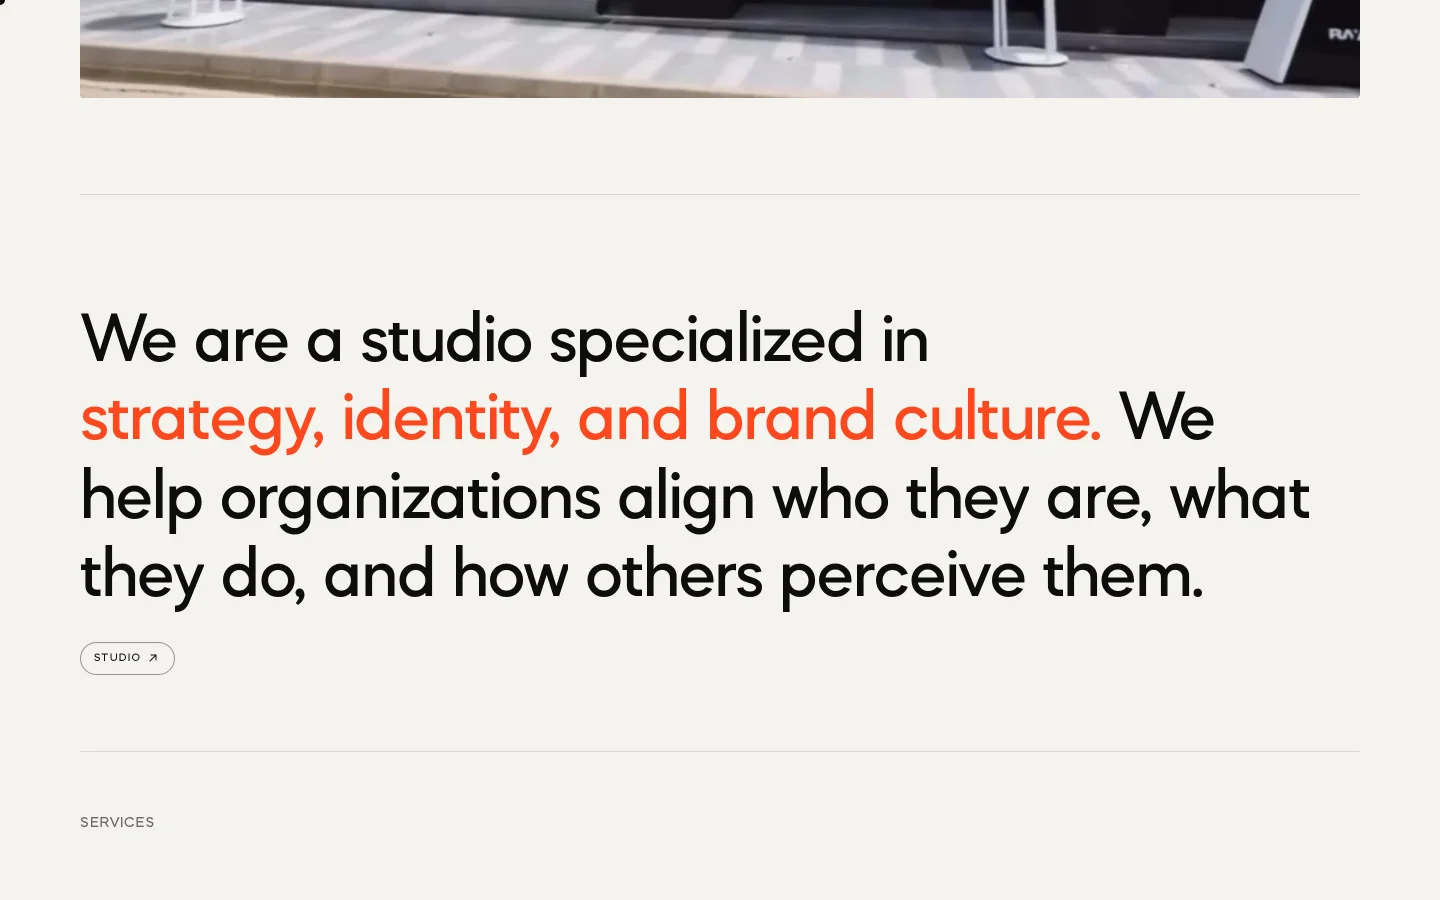 We are a studio specialized in
strategy, identity, and brand culture. We
help organizations align who they are, what
they do, and how others perceive them.
STUDIO ↗
SERVICES